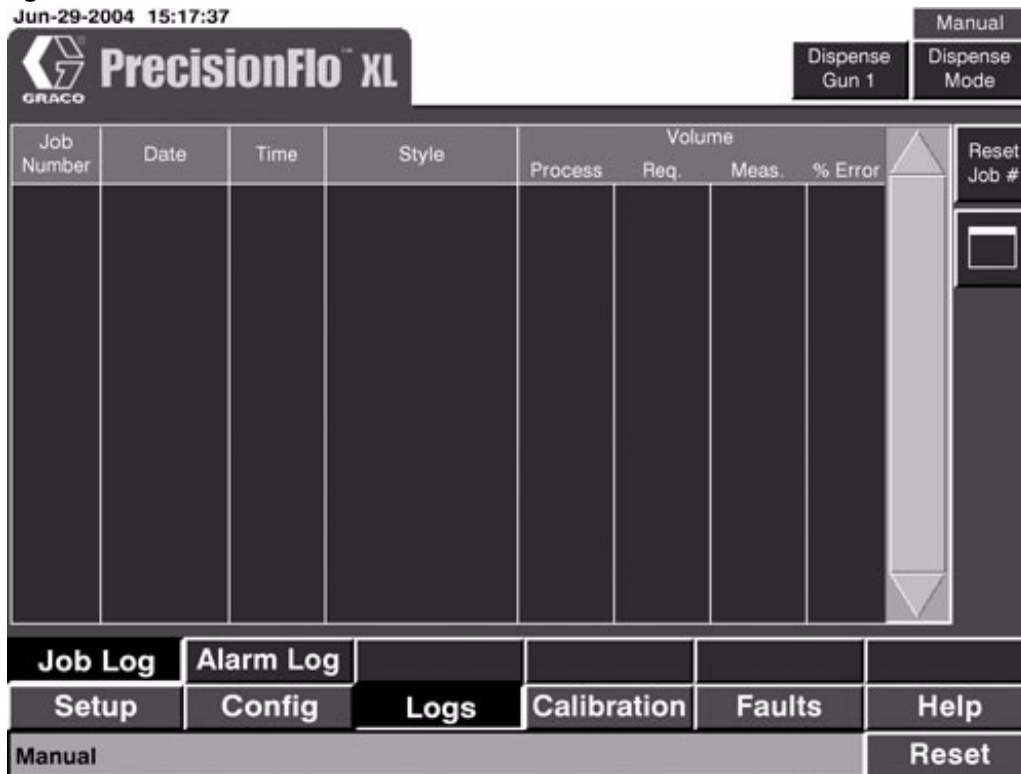 Jun-29-2004 15:17:37
Manual
GRACO
PrecisionFlo™ XL
Dispense
Gun 1
Dispense
Mode
Job
Number
Date
Time
Style
Volume
Process Req. Meas. % Error
Reset
Job #
Job Log Alarm Log
Setup Config Logs Calibration Faults Help
Manual Reset